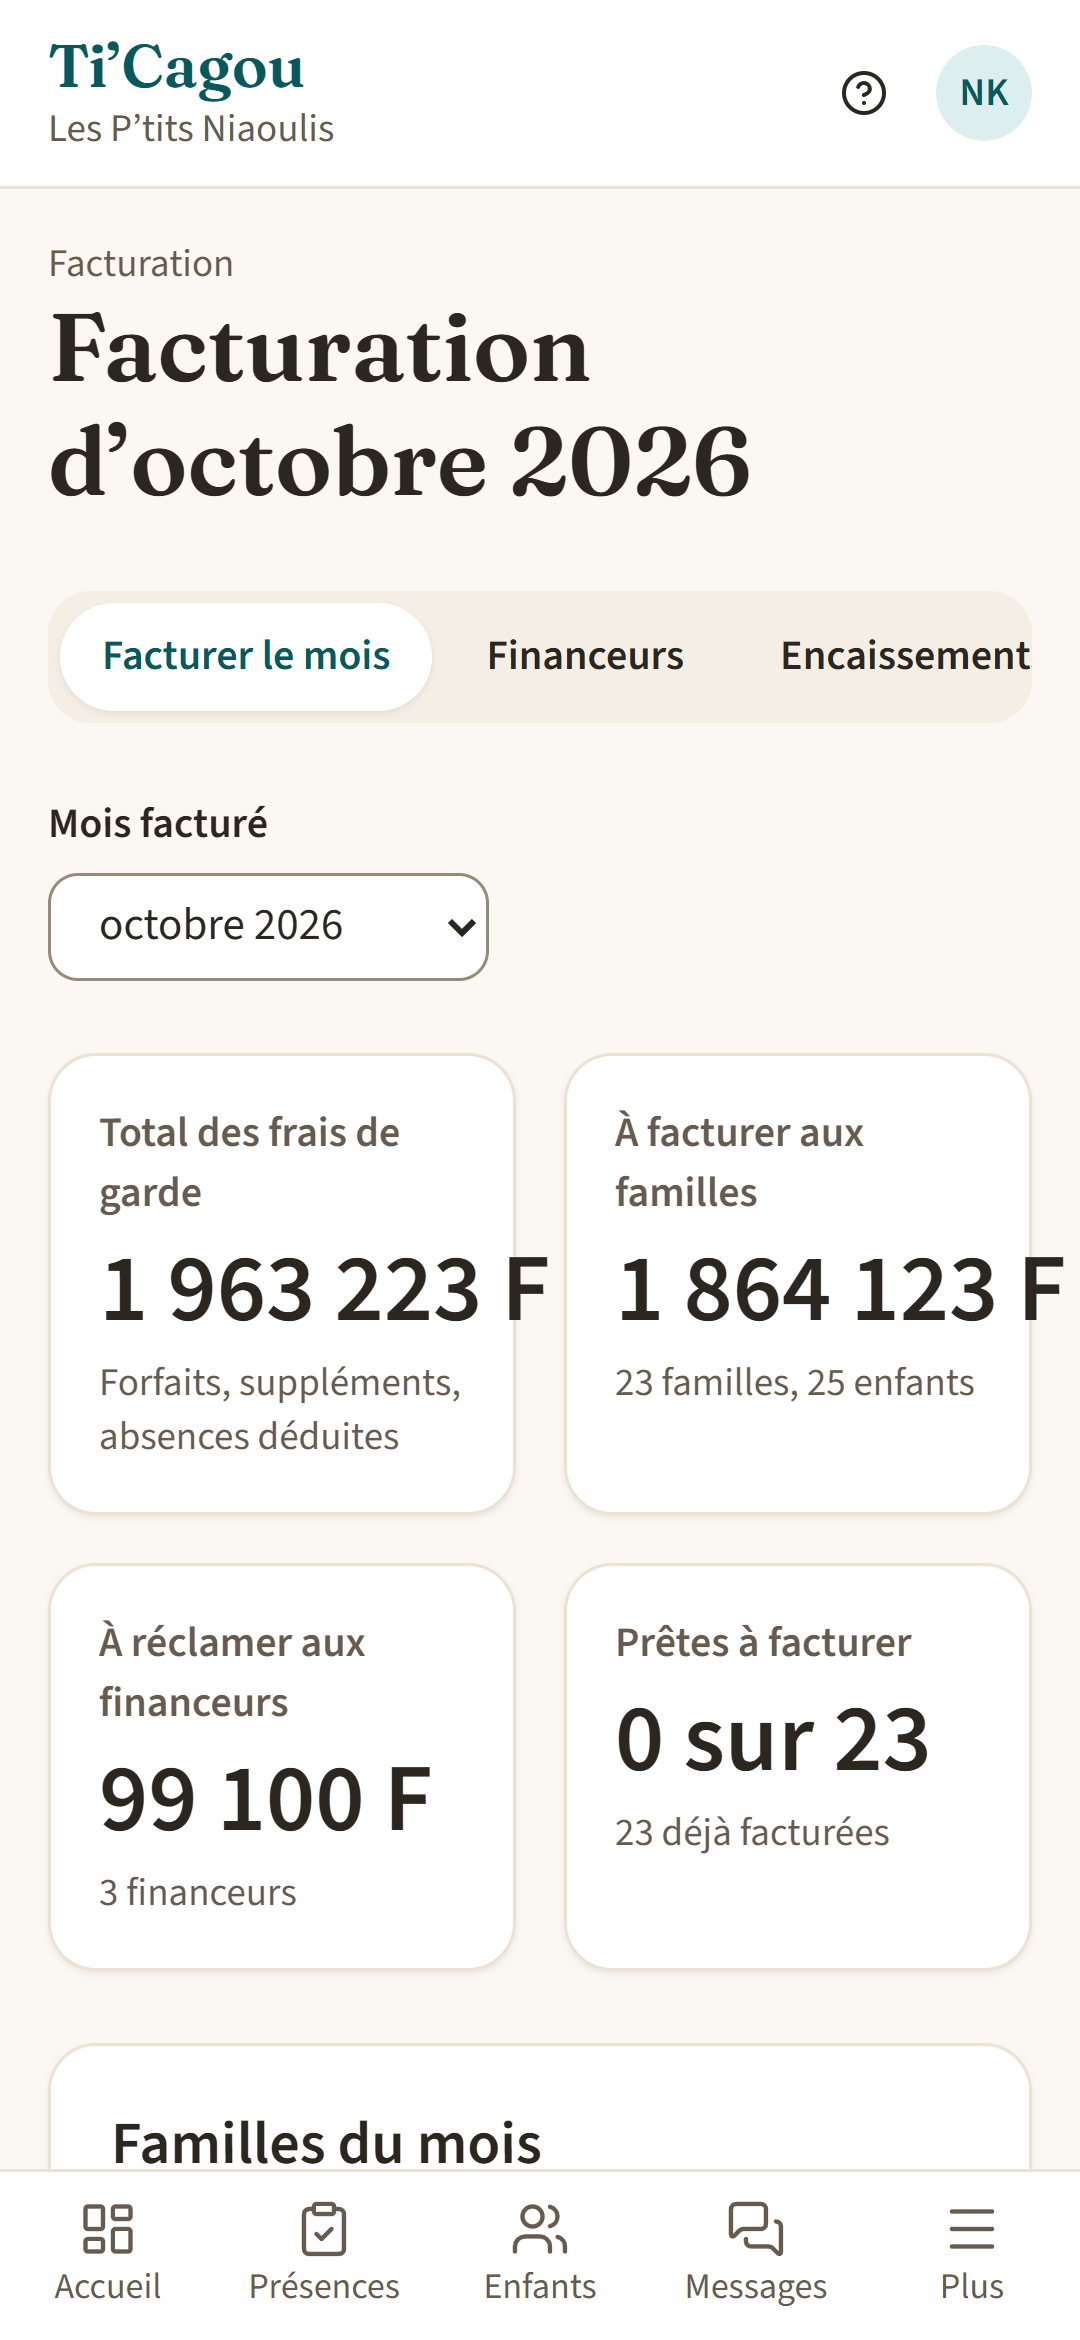 Ti’Cagou
Les P’tits Niaoulis
NK
Facturation
Facturation
d’octobre 2026
Facturer le mois
Financeurs
Encaissement
Mois facturé
octobre 2026
Total des frais de
garde
1 963 223 F
Forfaits, suppléments,
absences déduites
À facturer aux
familles
1 864 123 F
23 familles, 25 enfants
À réclamer aux
financeurs
99 100 F
3 financeurs
Prêtes à facturer
0 sur 23
23 déjà facturées
Familles du mois
Accueil
Présences
Enfants
Messages
Plus